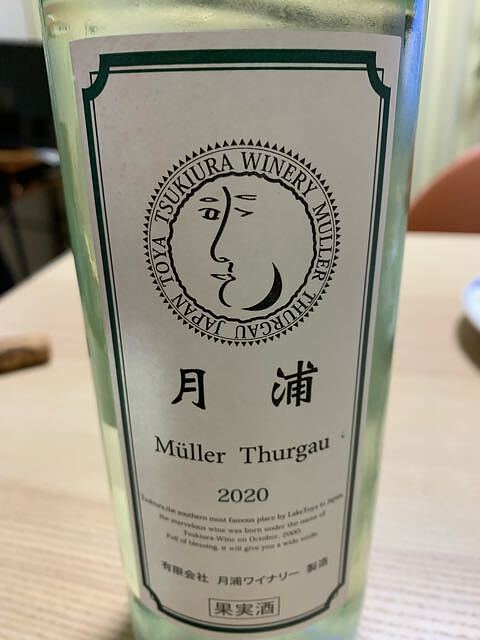 TSUKIURA WINERY MULLER THURGAU JAPAN TOYA
月浦
Müller Thurgau
2020
Tsukiura,the southern most famous place by LakeToya in Japan,
the marvelous wine was born under the name of
Tsukiura-Wine on October, 2000.
Full of blessing, it will give you a wide smile.
有限会社 月浦ワイナリー 製造
果実酒